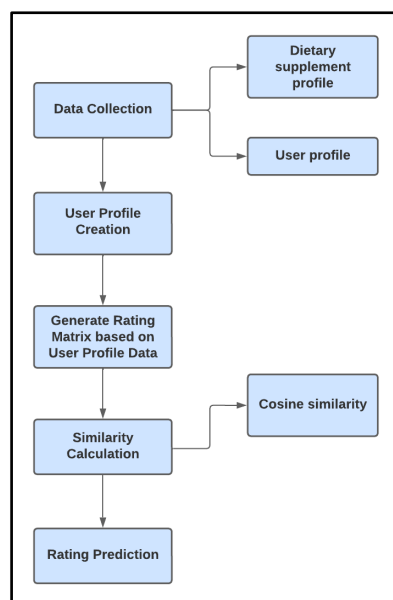 Dietary
supplement
profile
Data Collection
User profile
User Profile
Creation
Generate Rating
Matrix based on
User Profile Data
Cosine similarity
Similarity
Calculation
Rating Prediction